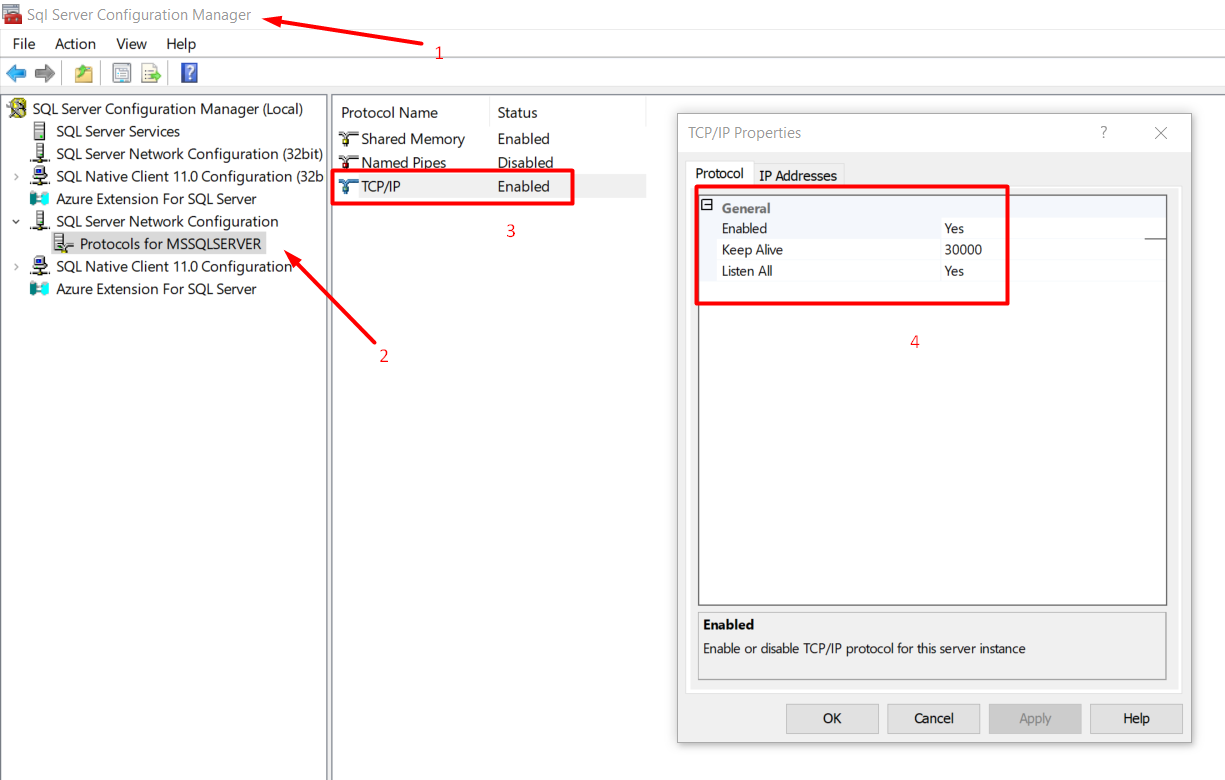 Sql Server Configuration Manager
1
File Action View Help
SQL Server Configuration Manager (Local)
SQL Server Services
SQL Server Network Configuration (32bit)
SQL Native Client 11.0 Configuration (32b
Azure Extension For SQL Server
SQL Server Network Configuration
Protocols for MSSQLSERVER
SQL Native Client 11.0 Configuration
Azure Extension For SQL Server
2
Protocol Name Status
Shared Memory Enabled
Named Pipes Disabled
TCP/IP Enabled
3
TCP/IP Properties ?
Protocol IP Addresses
General
Enabled Yes
Keep Alive 30000
Listen All Yes
4
Enabled
Enable or disable TCP/IP protocol for this server instance
OK Cancel Apply Help